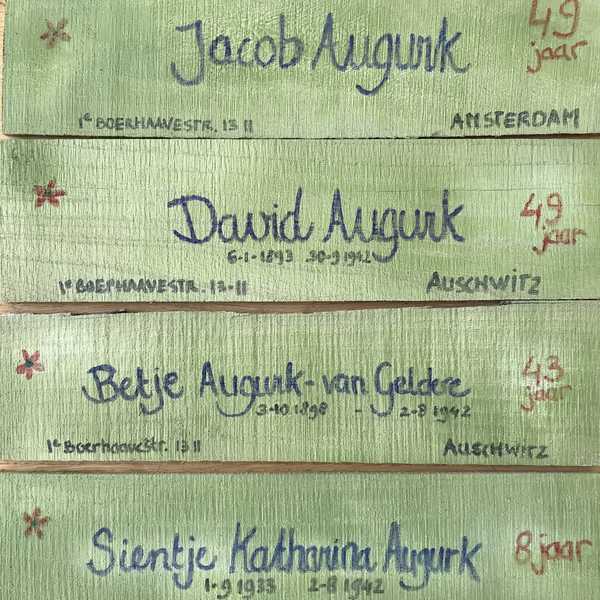 Jacob Augurk
49
jaar
1e BOERHAAVESTR. 13 II
AMSTERDAM
David Augurk
49
jaar
6-1-1893 30-9-1942
1e BOERHAAVESTR. 13-11
AUSCHWITZ
Betje Augurk-van Geldere
43
jaar
3-10 1898 - 2-8 1942
1e Boerhaavestr. 13 II
AUSCHWITZ
Sientje Katharina Augurk
8 jaar
1-9 1933 2-8 1942